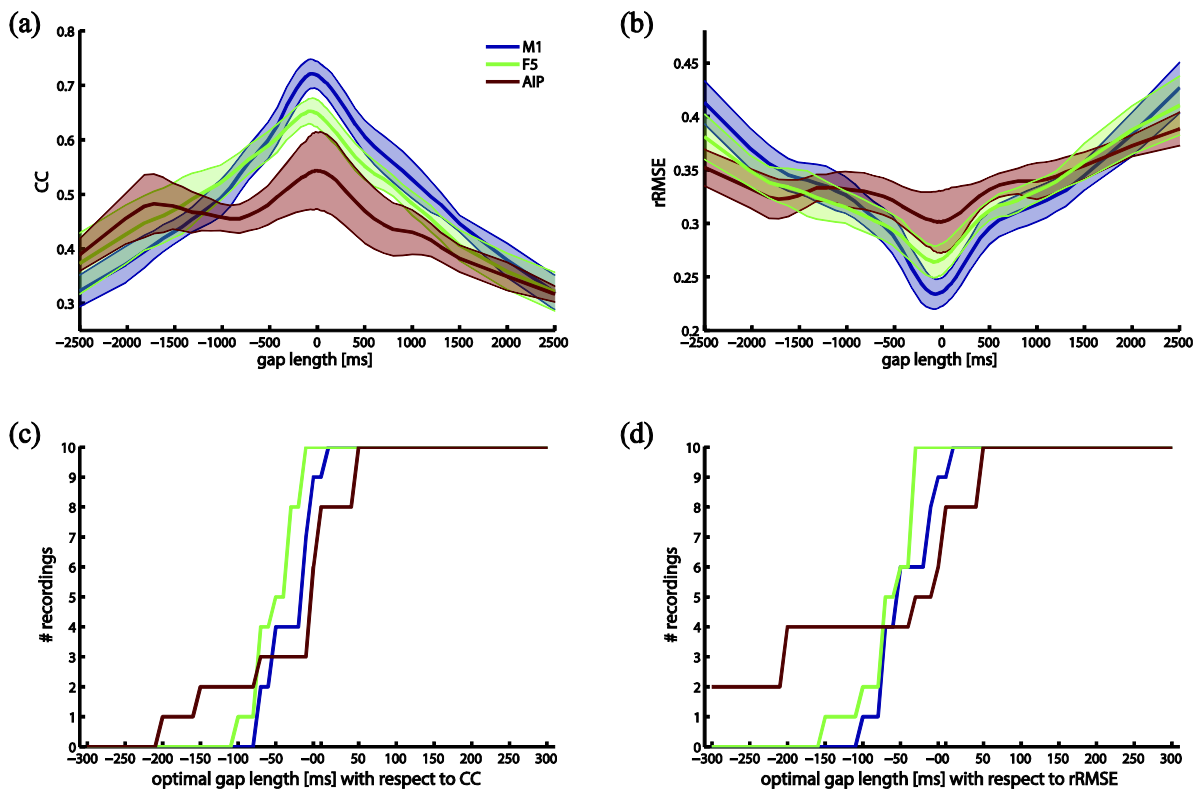 (a)
0.8
0.7
0.6
0.5
0.4
0.3
CC
−2500 −2000 −1500 −1000 −500 0 500 1000 1500 2000 2500
gap length [ms]
M1
F5
AIP
(b)
0.45
0.4
0.35
0.3
0.25
0.2
rRMSE
−2500 −2000 −1500 −1000 −500 0 500 1000 1500 2000 2500
gap length [ms]
(c)
10
9
8
7
6
5
4
3
2
1
0
# recordings
−300 −250 −200 −150 −100 −50 −00 50 100 150 200 250 300
optimal gap length [ms] with respect to CC
(d)
10
9
8
7
6
5
4
3
2
1
0
# recordings
−300 −250 −200 −150 −100 −50 −00 50 100 150 200 250 300
optimal gap length [ms] with respect to rRMSE